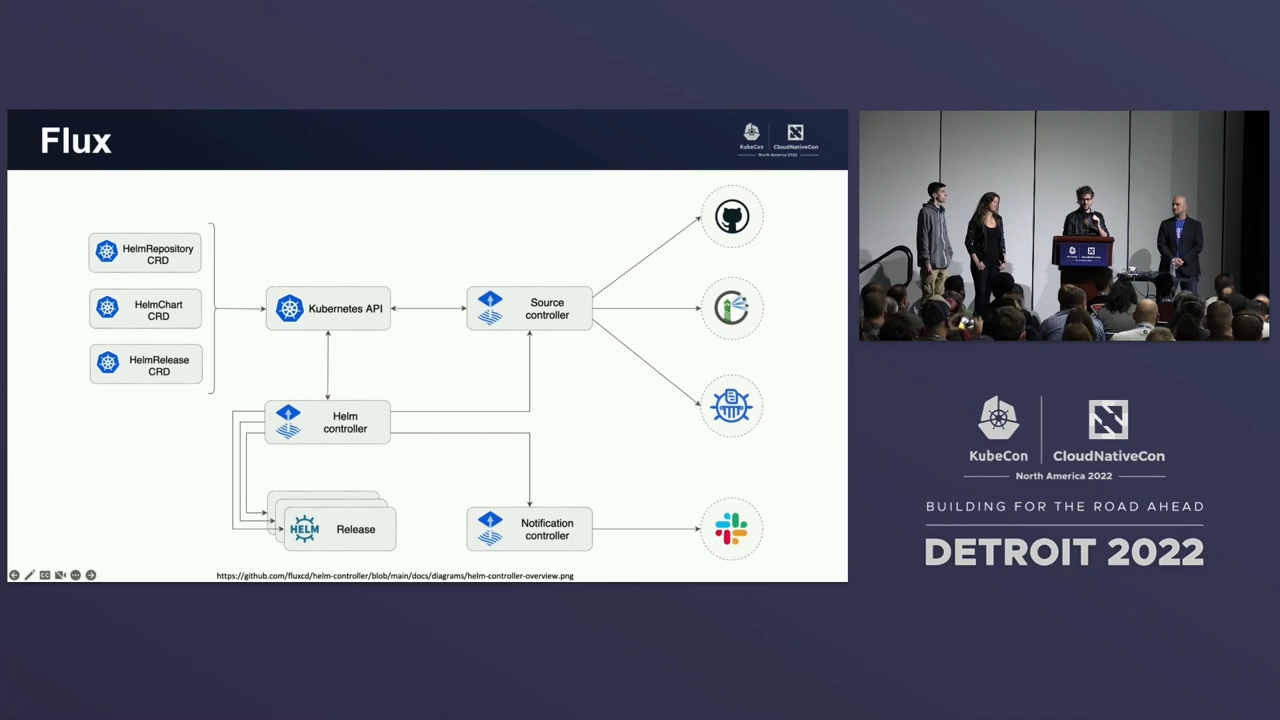 Flux
KubeCon
CloudNativeCon
North America 2022
HelmRepository
CRD
HelmChart
CRD
HelmRelease
CRD
Kubernetes API
Source
controller
Helm
controller
HELM
Release
Notification
controller
https://github.com/fluxcd/helm-controller/blob/main/docs/diagrams/helm-controller-overview.png
KubeCon
CloudNativeCon
North America 2022
BUILDING FOR THE ROAD AHEAD
DETROIT 2022